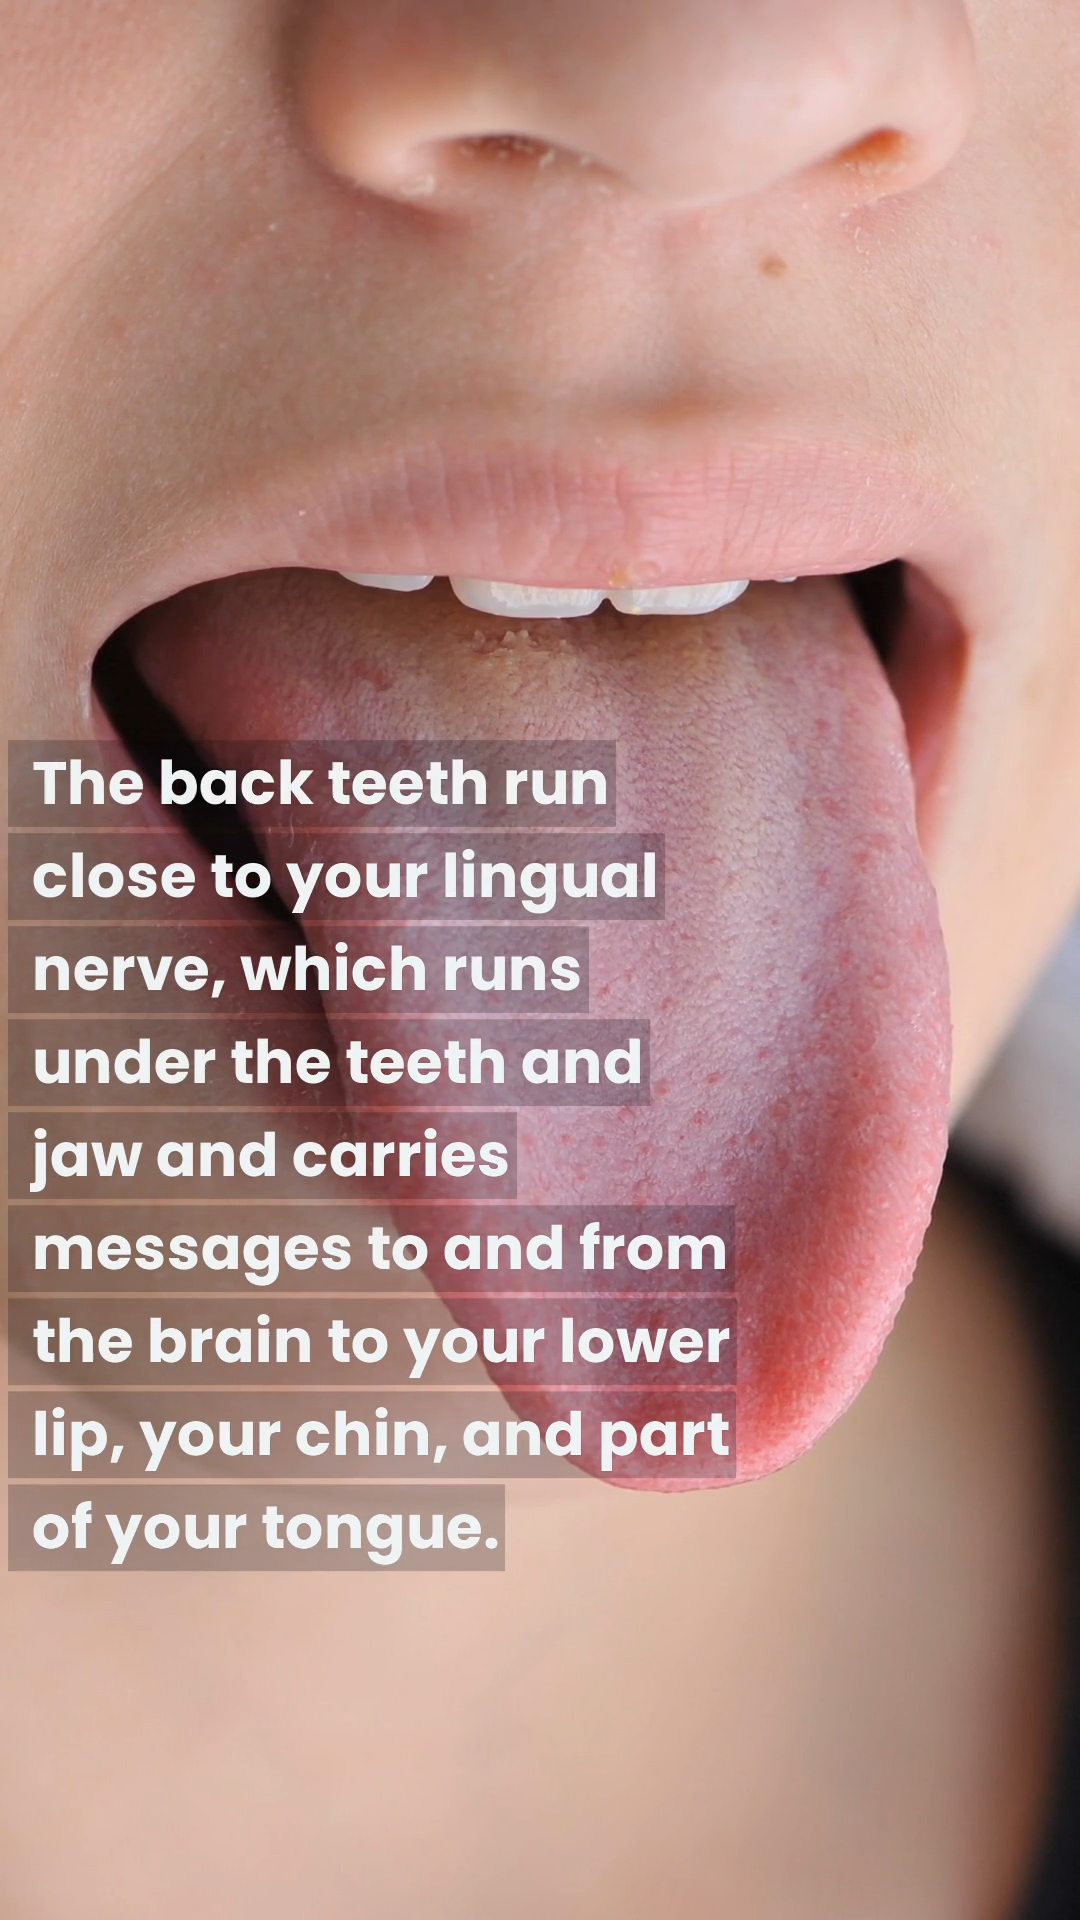 The back teeth run
close to your lingual
nerve, which runs
under the teeth and
jaw and carries
messages to and from
the brain to your lower
lip, your chin, and part
of your tongue.